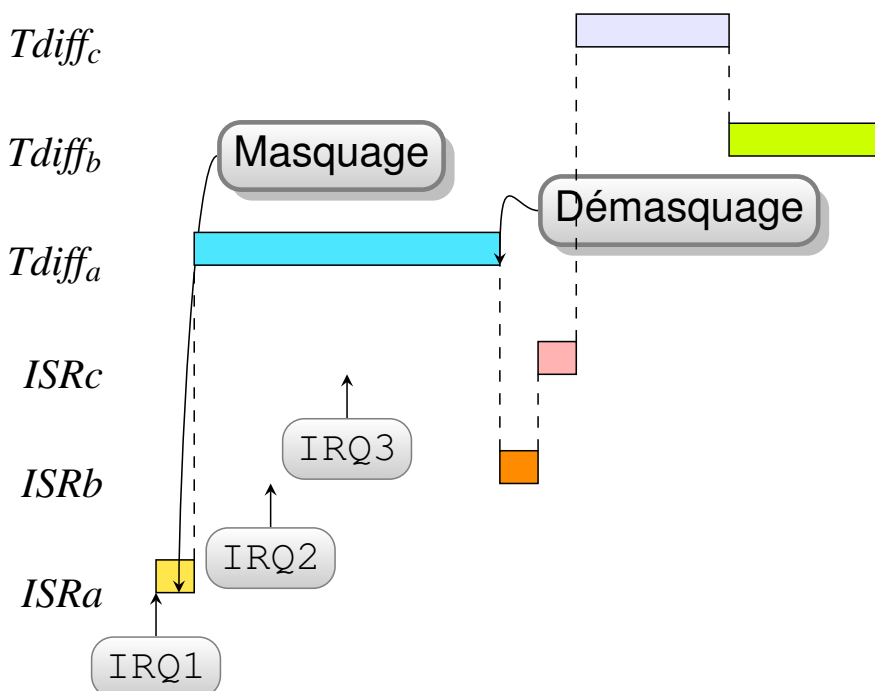 Tdiffc
Masquage
Tdiffb
Démasquage
Tdiffa
ISRc
IRQ3
ISRb
IRQ2
ISRa
IRQ1